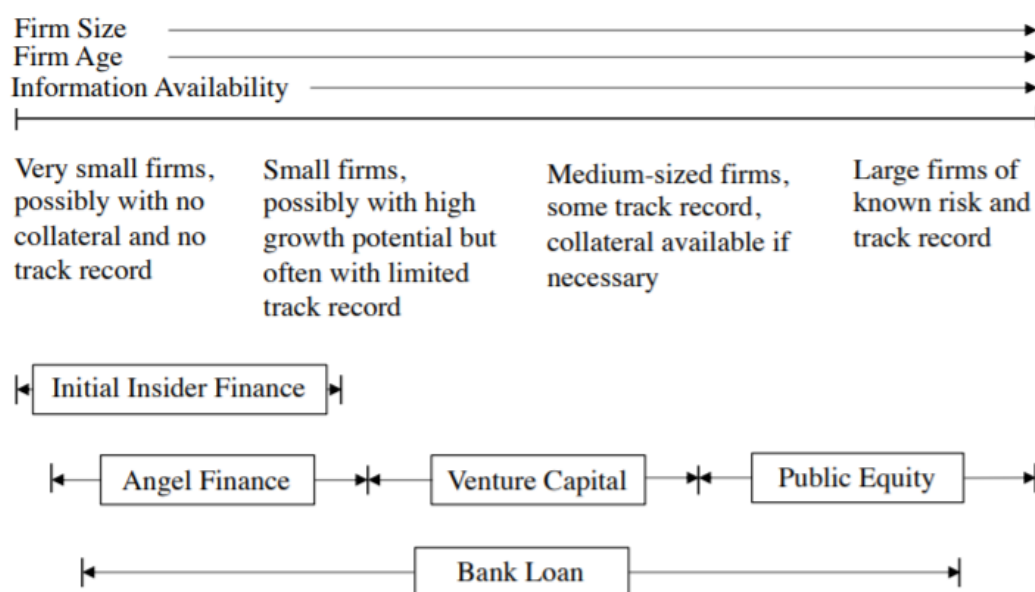 Firm Size
Firm Age
Information Availability
Very small firms,
possibly with no
collateral and no
track record
Small firms,
possibly with high
growth potential but
often with limited
track record
Medium-sized firms,
some track record,
collateral available if
necessary
Large firms of
known risk and
track record
Initial Insider Finance
Angel Finance
Venture Capital
Public Equity
Bank Loan